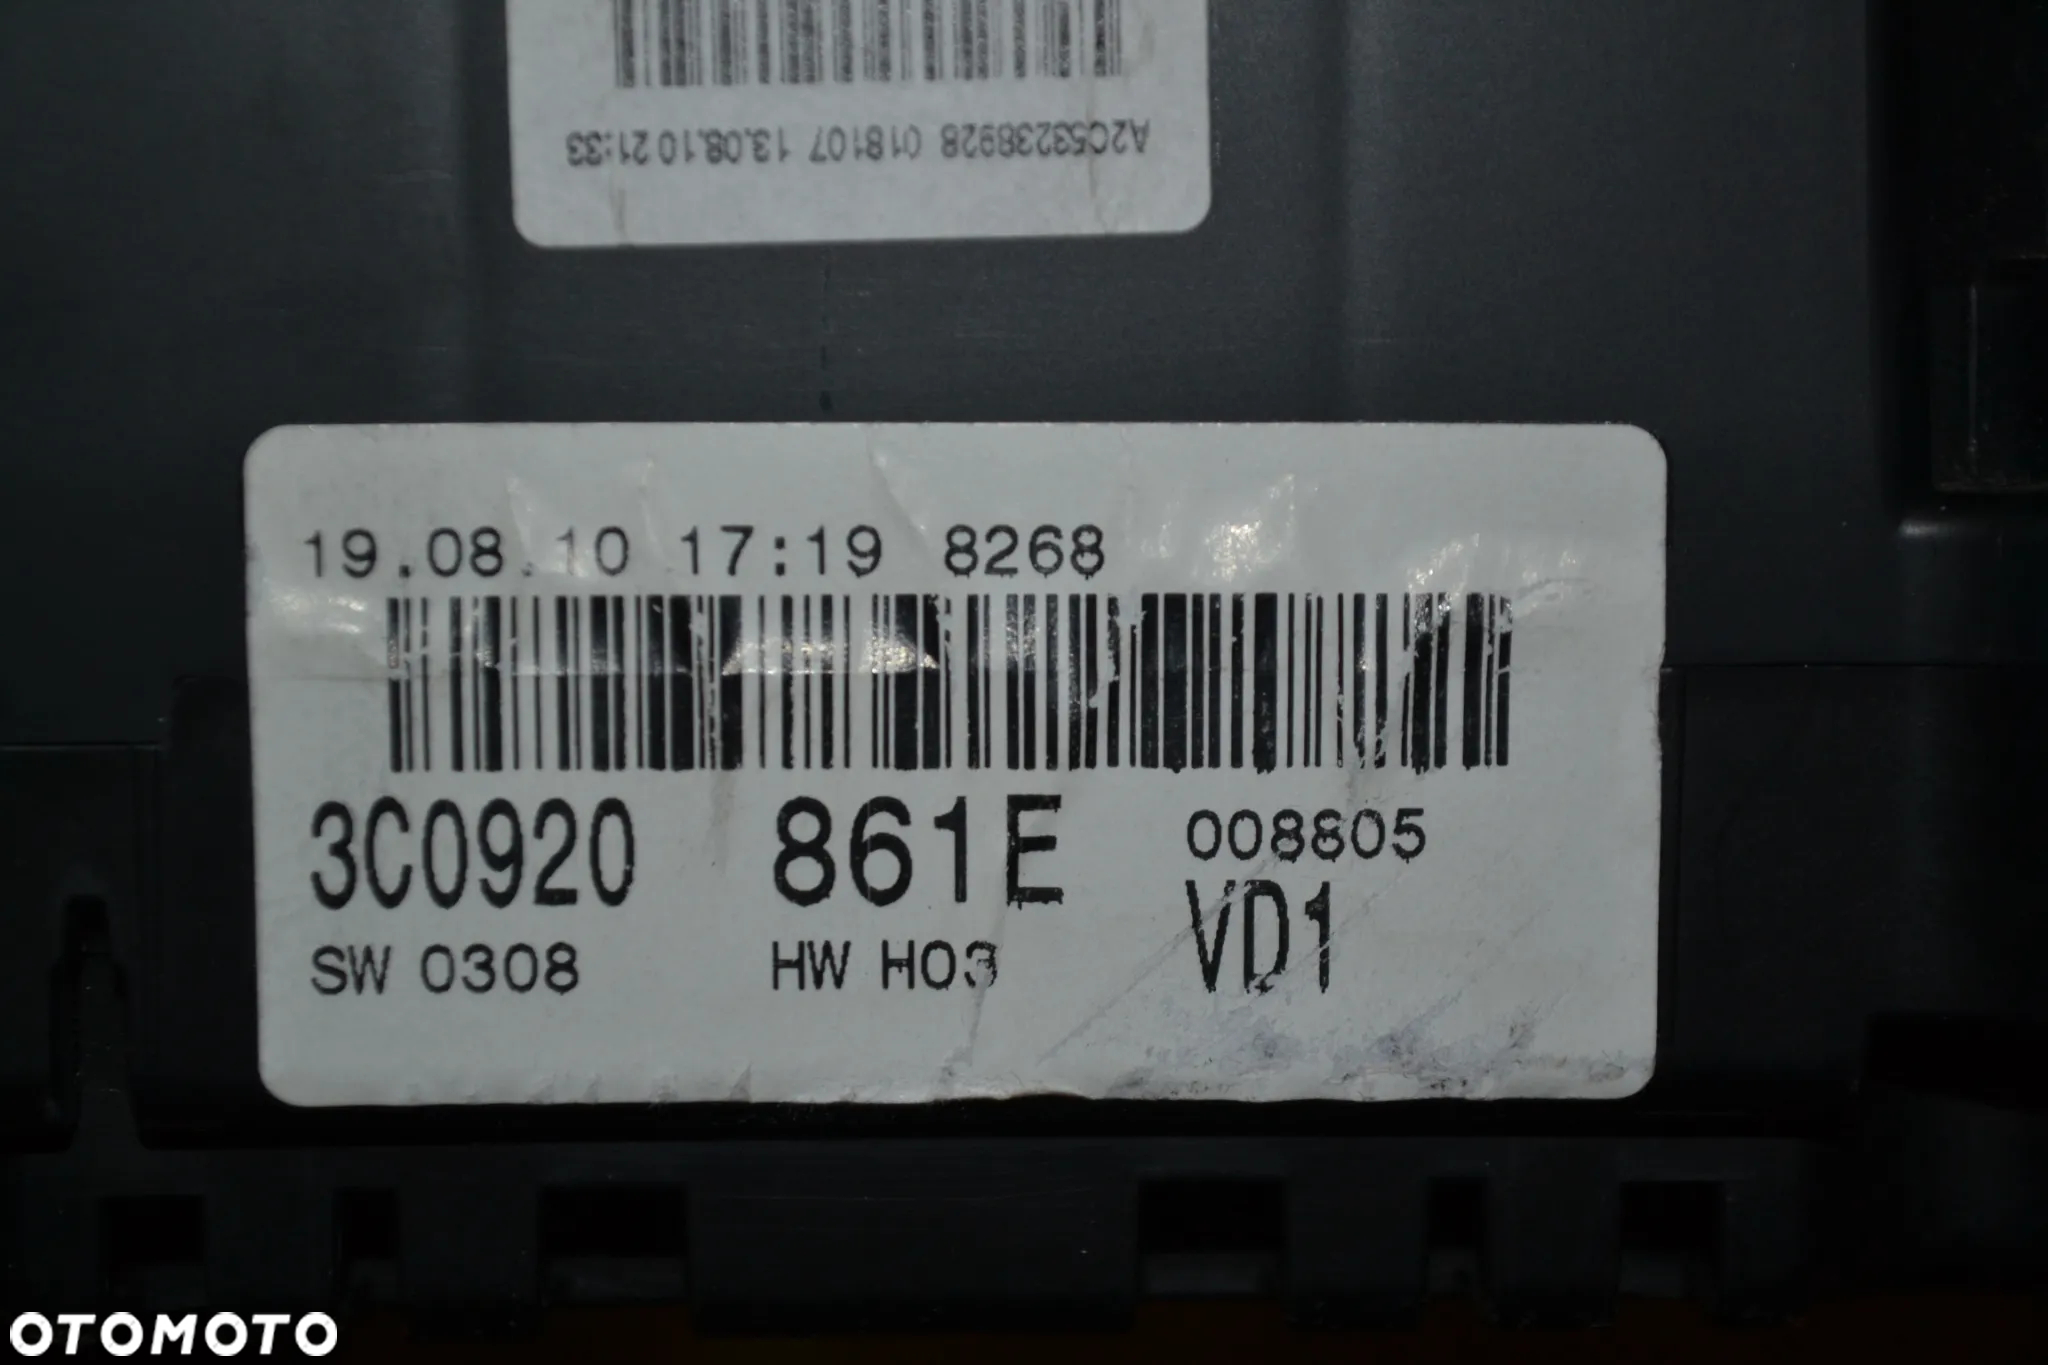 A2C53238928 018107 13.08.10 21:33
19.08.10 17:19 8268
3C0920 861E 008805
VD1
SW 0308 HW H03
OTOMOTO